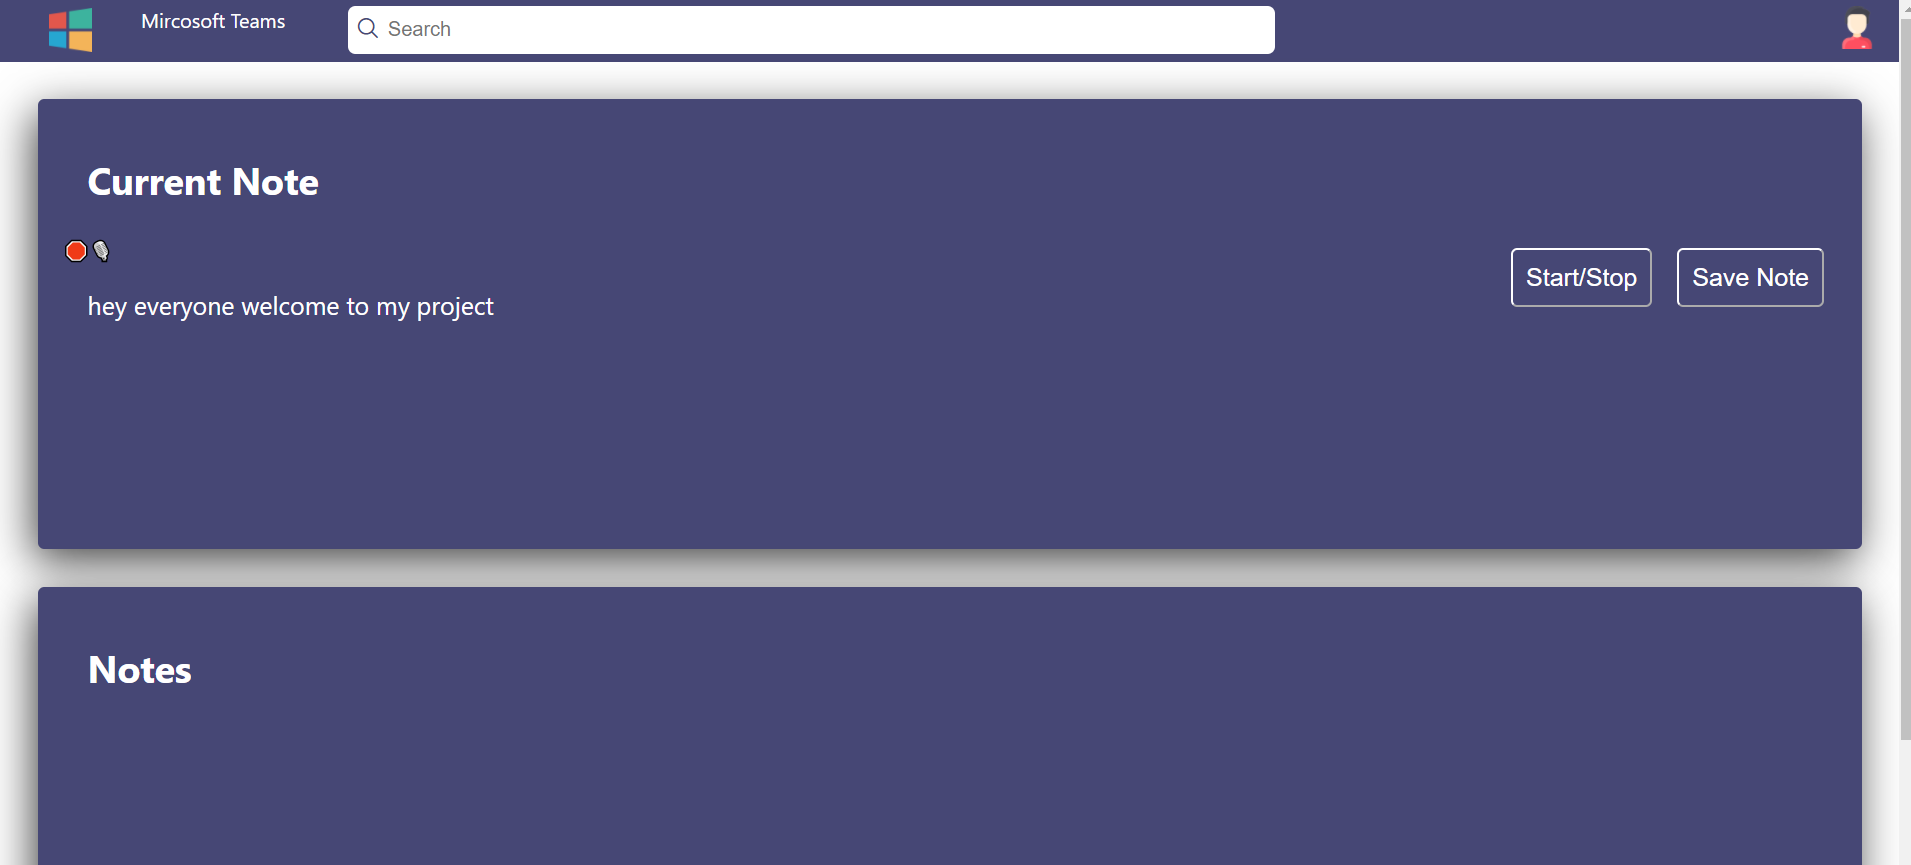 Mircosoft Teams
Search
Current Note
Start/Stop
Save Note
hey everyone welcome to my project
Notes